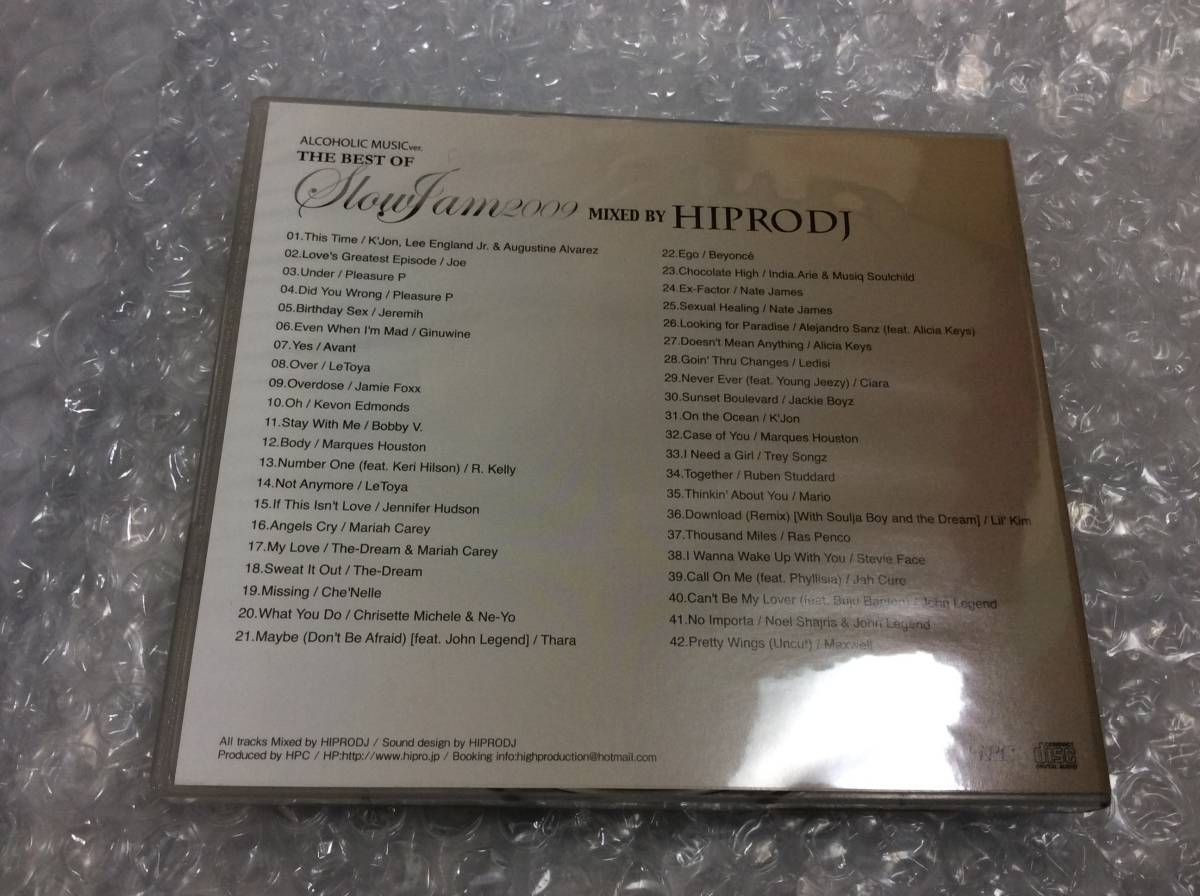 ALCOHOLIC MUSICver.
THE BEST OF
SlowJam2009 MIXED BY HIPRODJ
01.This Time / K'Jon, Lee England Jr. & Augustine Alvarez
02.Love's Greatest Episode / Joe
03.Under / Pleasure P
04.Did You Wrong / Pleasure P
05.Birthday Sex / Jeremih
06.Even When I'm Mad / Ginuwine
07.Yes / Avant
08.Over / LeToya
09.Overdose / Jamie Foxx
10.Oh / Kevon Edmonds
11.Stay With Me / Bobby V.
12.Body / Marques Houston
13.Number One (feat. Keri Hilson) / R. Kelly
14.Not Anymore / LeToya
15.If This Isn't Love / Jennifer Hudson
16.Angels Cry / Mariah Carey
17.My Love / The-Dream & Mariah Carey
18.Sweat It Out / The-Dream
19.Missing / Che'Nelle
20.What You Do / Chrisette Michele & Ne-Yo
21.Maybe (Don't Be Afraid) [feat. John Legend] / Thara
22.Ego / Beyoncé
23.Chocolate High / India.Arie & Musiq Soulchild
24.Ex-Factor / Nate James
25.Sexual Healing / Nate James
26.Looking for Paradise / Alejandro Sanz (feat. Alicia Keys)
27.Doesn't Mean Anything / Alicia Keys
28.Goin' Thru Changes / Ledisi
29.Never Ever (feat. Young Jeezy) / Ciara
30.Sunset Boulevard / Jackie Boyz
31.On the Ocean / K'Jon
32.Case of You / Marques Houston
33.I Need a Girl / Trey Songz
34.Together / Ruben Studdard
35.Thinkin' About You / Mario
36.Download (Remix) [With Soulja Boy and the Dream] / Lil' Kim
37.Thousand Miles / Ras Penco
38.I Wanna Wake Up With You / Stevie Face
39.Call On Me (feat. Phyllisia) / Jah Cure
40.Can't Be My Lover (feat. Buju Banton) / John Legend
41.No Importa / Noel Shajris & John Legend
42.Pretty Wings (Uncut) / Maxwell
All tracks Mixed by HIPRODJ / Sound design by HIPRODJ
Produced by HPC / HP:http://www.hipro.jp / Booking info:highproduction@hotmail.com
COMPACT
disc
DIGITAL AUDIO